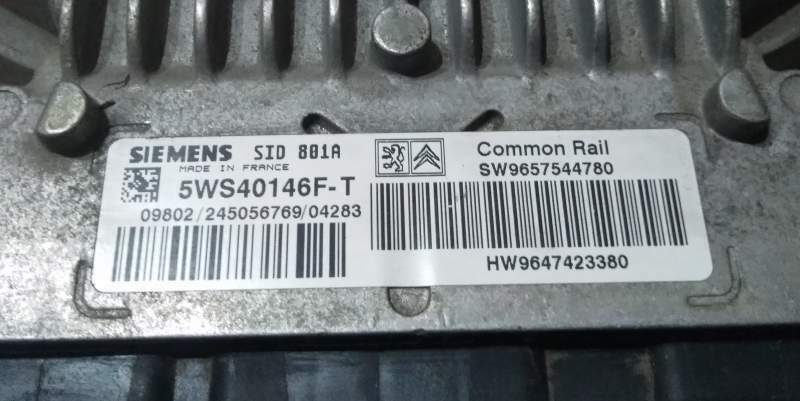 SIEMENS SID 801A
MADE IN FRANCE
5WS40146F-T
09802/245056769/04283
Common Rail
SW9657544780
HW9647423380